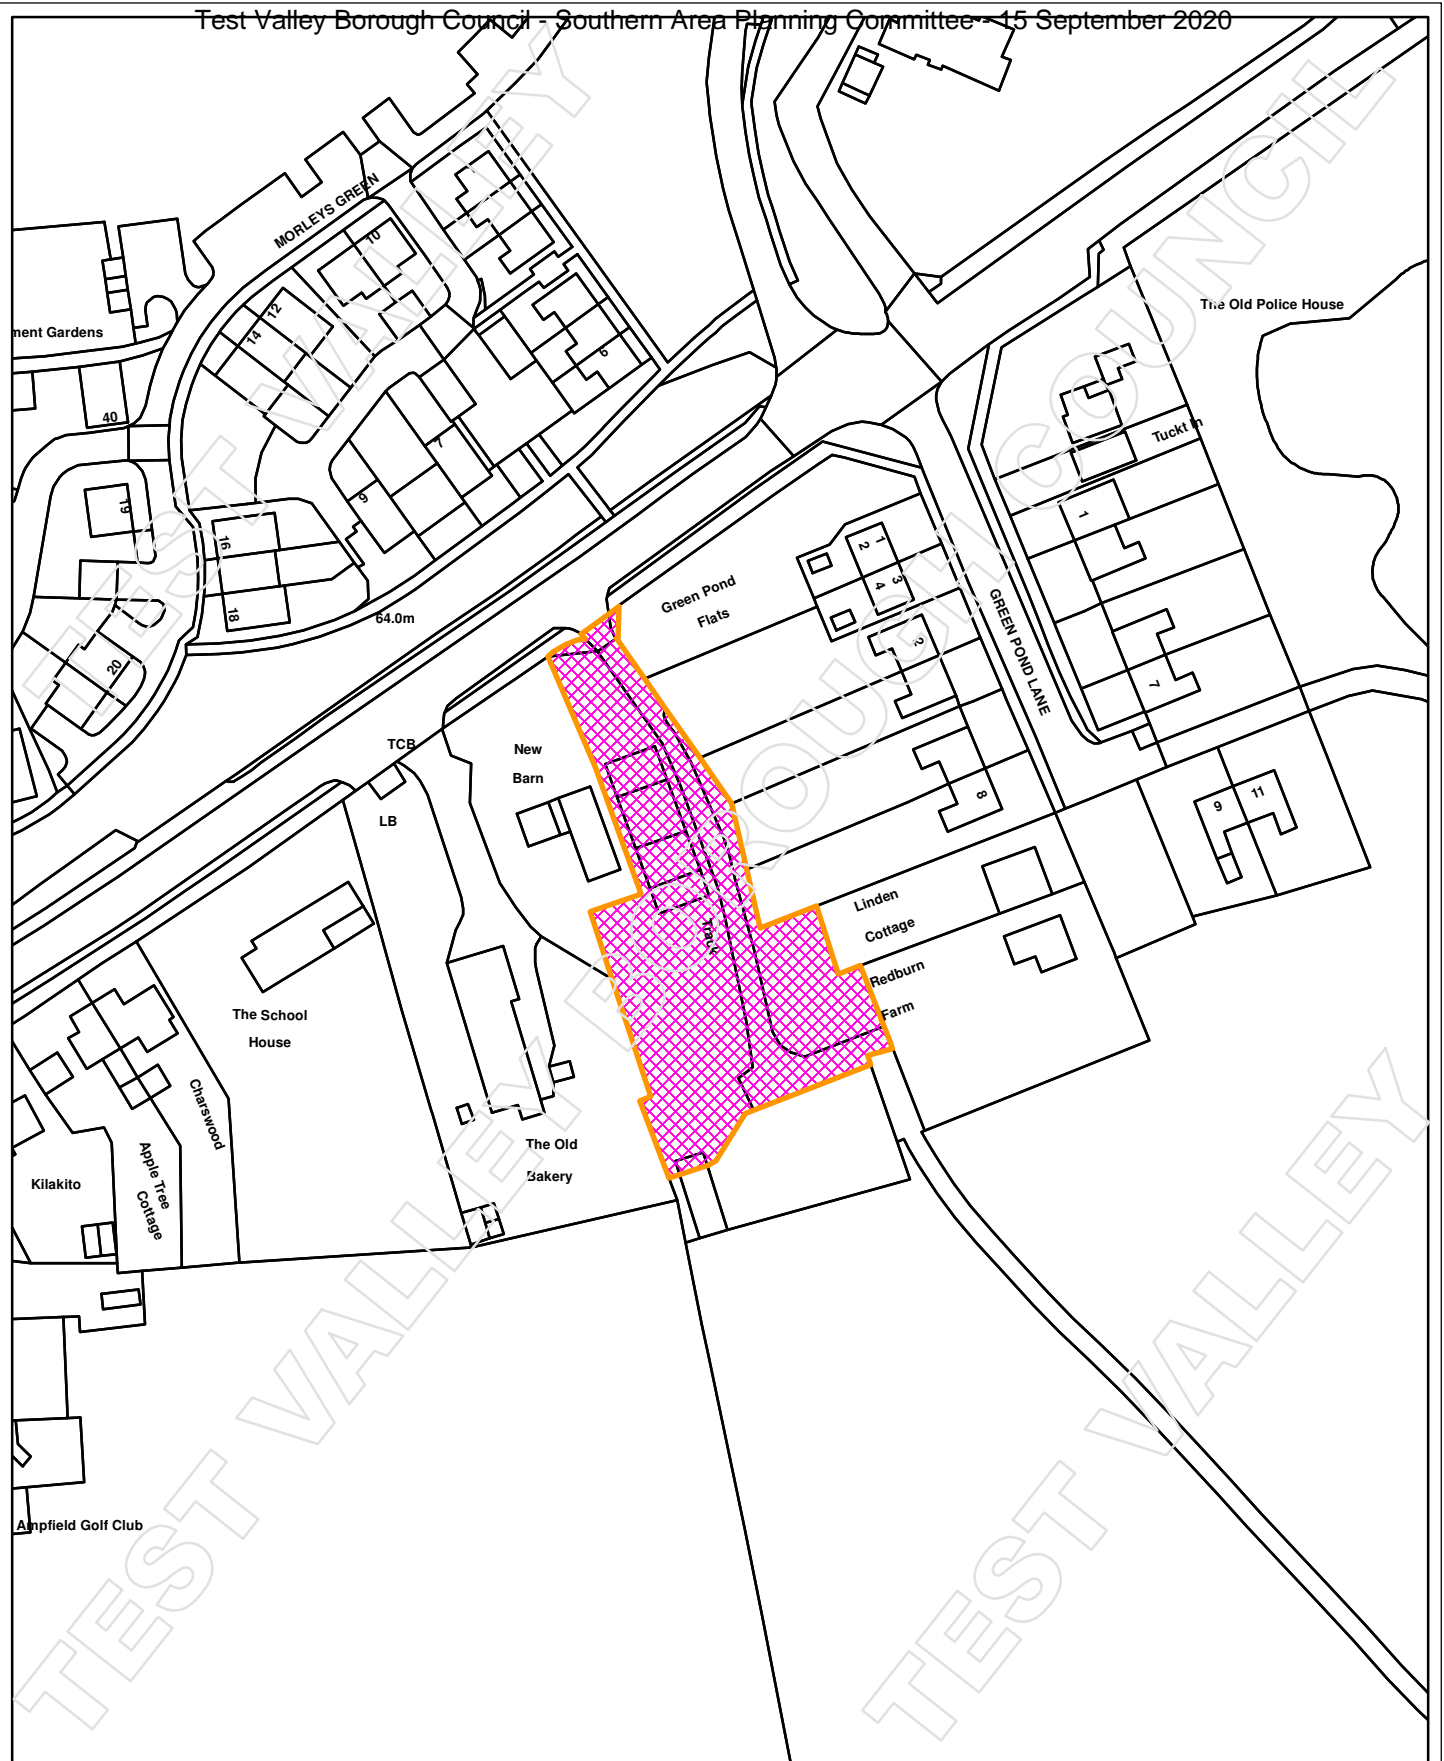 Test Valley Borough Council - Southern Area Planning Committee - 15 September 2020
MORLEYS GREEN
10
The Old Police House
ment Gardens
12
14
6
40
Tuckt In
7
9
19
1
16
1
2
3
4
Green Pond
Flats
18
64.0m
GREEN POND LANE
2
20
7
TCB
New
Barn
LB
8
9
11
Linden
Cottage
Track
Redburn
Farm
The School
House
Charswood
The Old
Bakery
Apple Tree
Cottage
Kilakito
Ampfield Golf Club
TEST VALLEY BOROUGH COUNCIL
TEST VALLEY
TEST VALLEY